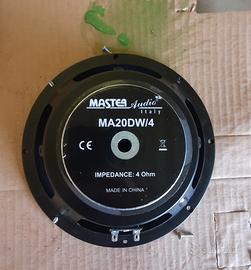 MASTER Audio
Italy
MA20DW/4
CE
IMPEDANCE: 4 Ohm
MADE IN CHINA